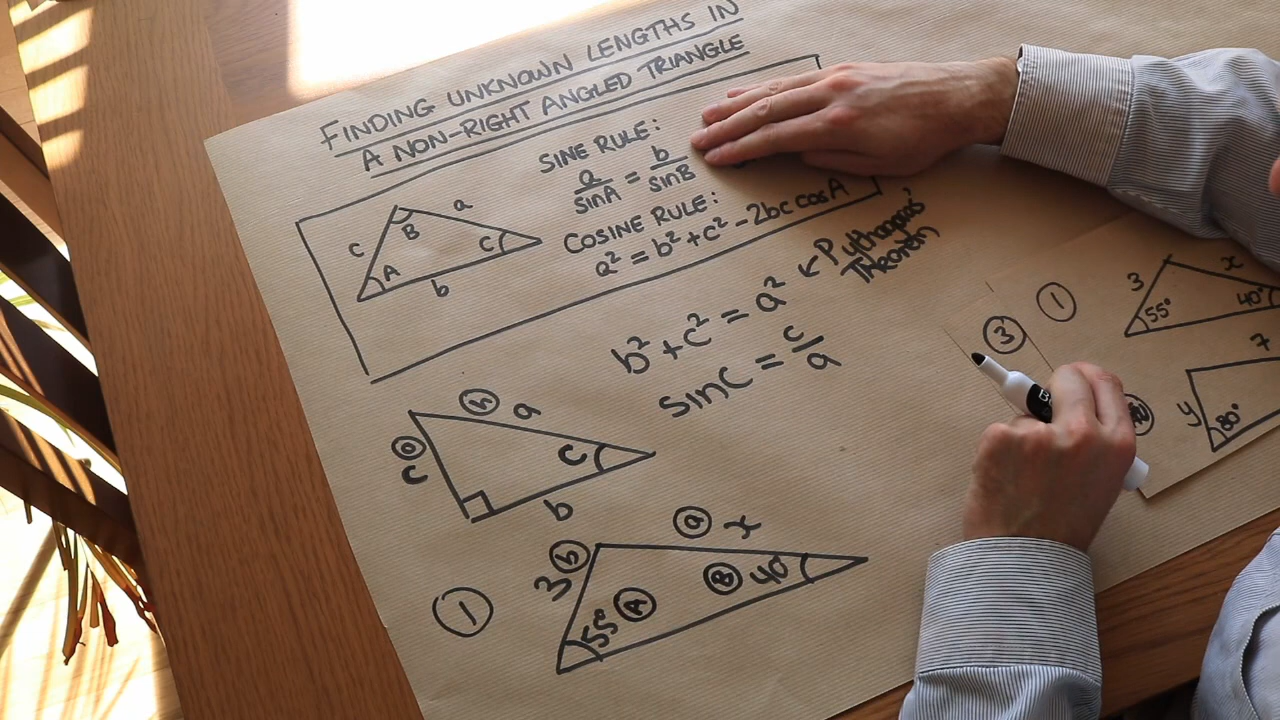 FINDING UNKNOWN LENGTHS IN
A NON-RIGHT ANGLED TRIANGLE
SINE RULE:
a/sinA = b/sinB
COSINE RULE:
a² = b² + c² - 2bc cosA
c B a
A b C
b² + c² = a² ← Pythagoras'
Theorem
sinC = c/a
h a
o c C
b
1 3 b a x
55° A B 40°
3 1
3 x
55° 40°
7
y 80°